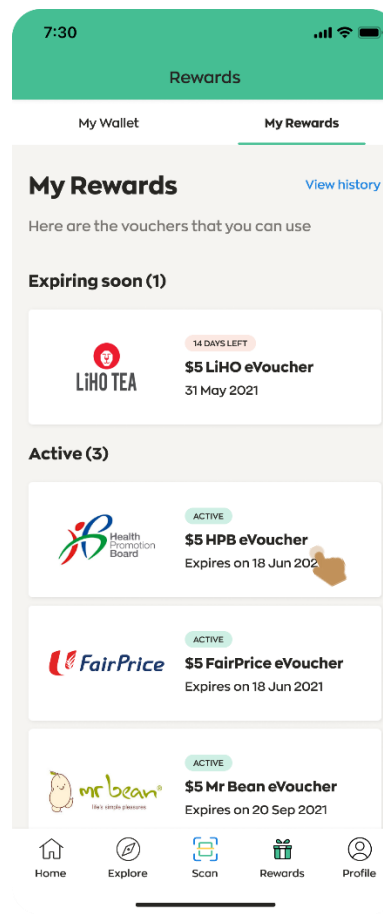 7:30
Rewards
My Wallet
My Rewards
My Rewards
View history
Here are the vouchers that you can use
Expiring soon (1)
14 DAYS LEFT
LiHO TEA
$5 LiHO eVoucher
31 May 2021
Active (3)
ACTIVE
Health
Promotion
Board
$5 HPB eVoucher
Expires on 18 Jun 202
ACTIVE
FairPrice
$5 FairPrice eVoucher
Expires on 18 Jun 2021
ACTIVE
mr bean®
life's simple pleasures
$5 Mr Bean eVoucher
Expires on 20 Sep 2021
Home
Explore
Scan
Rewards
Profile